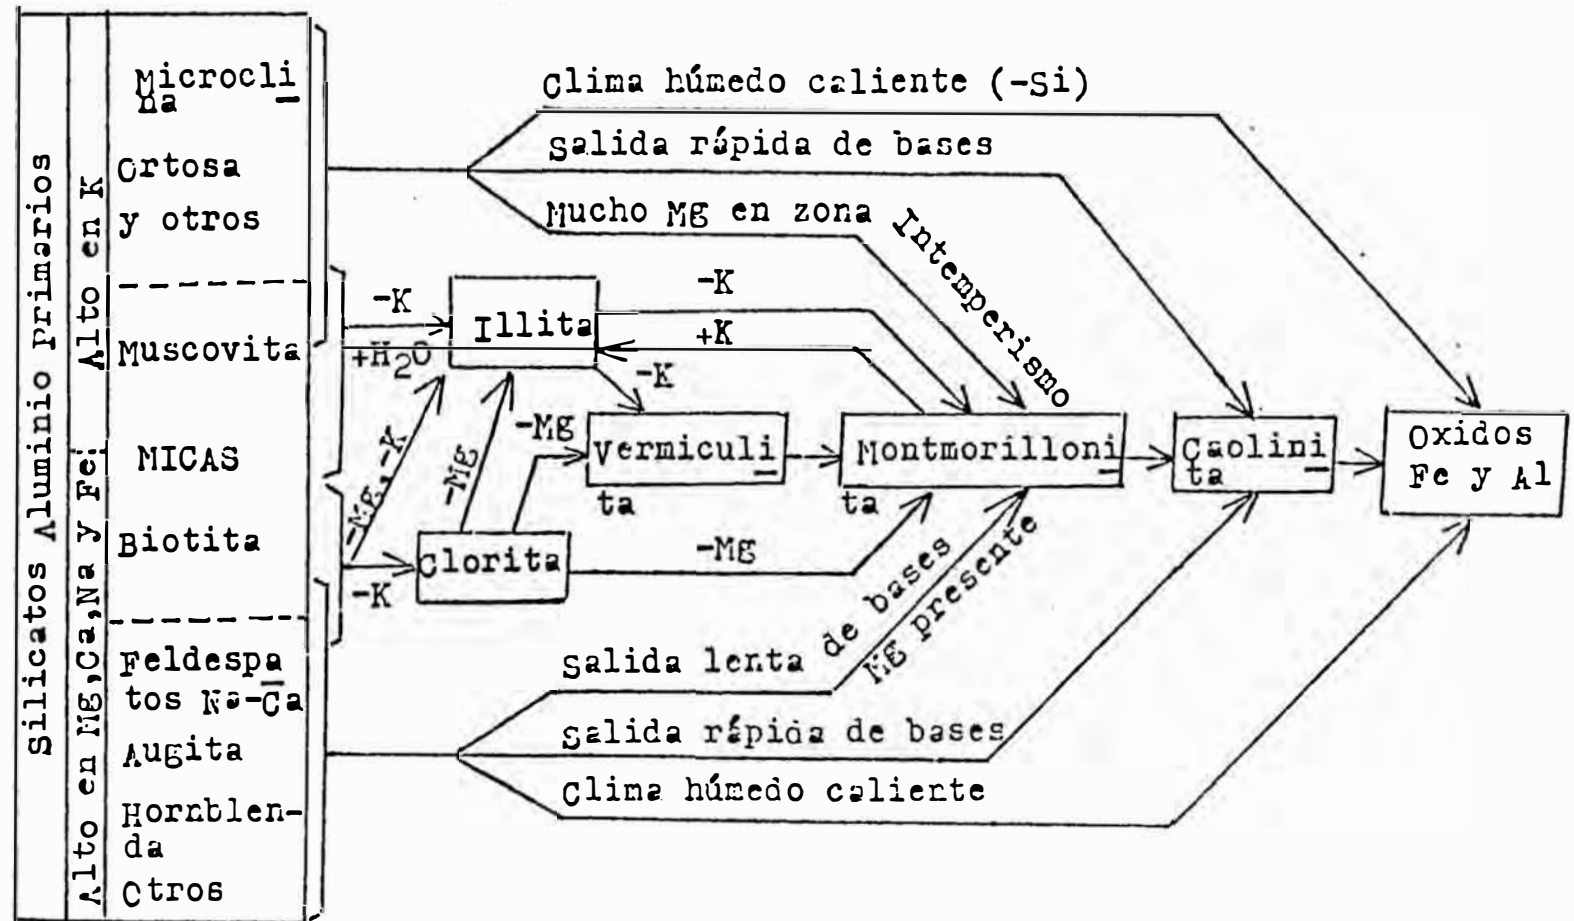 Silicatos Aluminio Primarios
Alto en K
Alto en Mg,Ca,Na y Fe
Microcli
na
Ortosa
y otros
Muscovita
MICAS
Biotita
Feldespa
tos Na-Ca
Augita
Hornblen-
da
Otros
Clima húmedo caliente (-Si)
Salida rápida de bases
Mucho Mg en zona
Intemperismo
-K
+H2O
Illita
-K
+K
-K
-Mg,-K
-Mg
-Mg
Vermiculi
ta
Montmorilloni
ta
Caolini
ta
Oxidos
Fe y Al
-K
Clorita
-Mg
Salida lenta de bases
Mg presente
Salida rápida de bases
Clima húmedo caliente